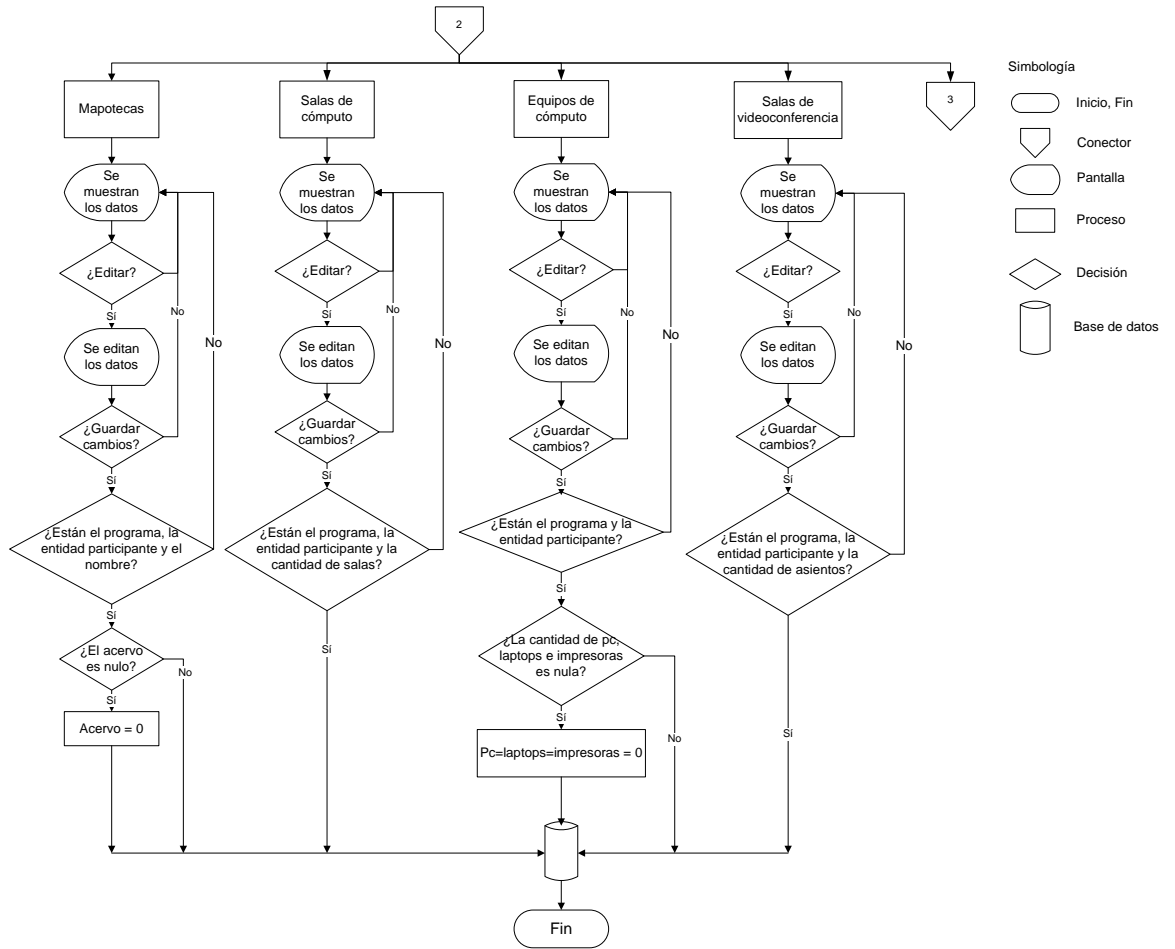 2
Mapotecas
Salas de
cómputo
Equipos de
cómputo
Salas de
videoconferencia
3
Se
muestran
los datos
Se
muestran
los datos
Se
muestran
los datos
Se
muestran
los datos
¿Editar?
¿Editar?
¿Editar?
¿Editar?
Sí
Sí
Sí
Sí
No
No
No
No
No
No
No
No
Se editan
los datos
Se editan
los datos
Se editan
los datos
Se editan
los datos
¿Guardar
cambios?
¿Guardar
cambios?
¿Guardar
cambios?
¿Guardar
cambios?
Sí
Sí
Sí
Sí
¿Están el programa, la
entidad participante y el
nombre?
¿Están el programa, la
entidad participante y la
cantidad de salas?
¿Están el programa y la
entidad participante?
¿Están el programa, la
entidad participante y la
cantidad de asientos?
Sí
Sí
Sí
Sí
¿El acervo
es nulo?
¿La cantidad de pc,
laptops e impresoras
es nula?
No
Sí
Sí
No
Acervo = 0
Pc=laptops=impresoras = 0
Fin
Simbología
Inicio, Fin
Conector
Pantalla
Proceso
Decisión
Base de datos